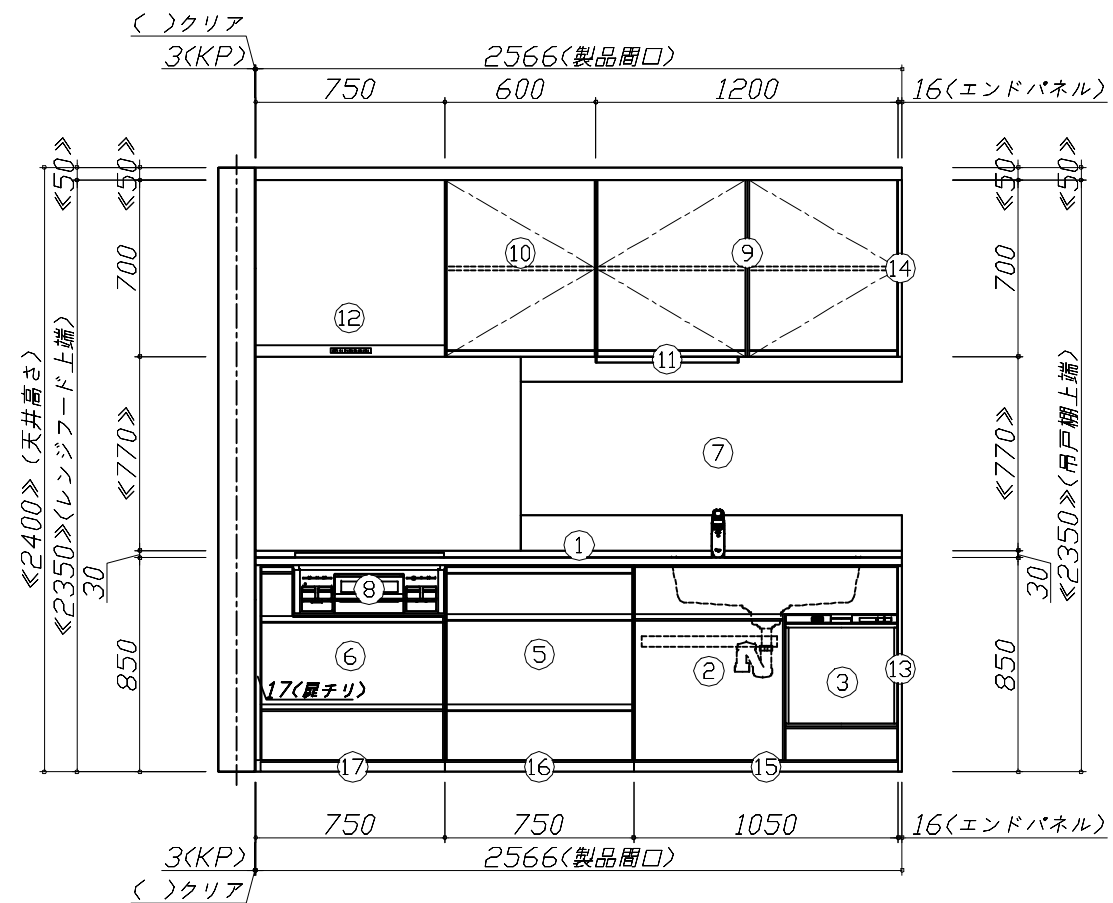 ( )クリア
3(KP)
2566(製品間口)
750
600
1200
16(エンドパネル)
≪50≫
≪50≫
≪50≫
≪50≫
700
700
10
9
14
12
11
≪2400≫(天井高さ)
≪2350≫(レンジフード上端)
≪770≫
≪770≫
≪2350≫(吊戸棚上端)
7
1
30
30
8
6
5
2
3
13
850
850
17(扉チリ)
17
16
15
750
750
1050
16(エンドパネル)
3(KP)
2566(製品間口)
( )クリア